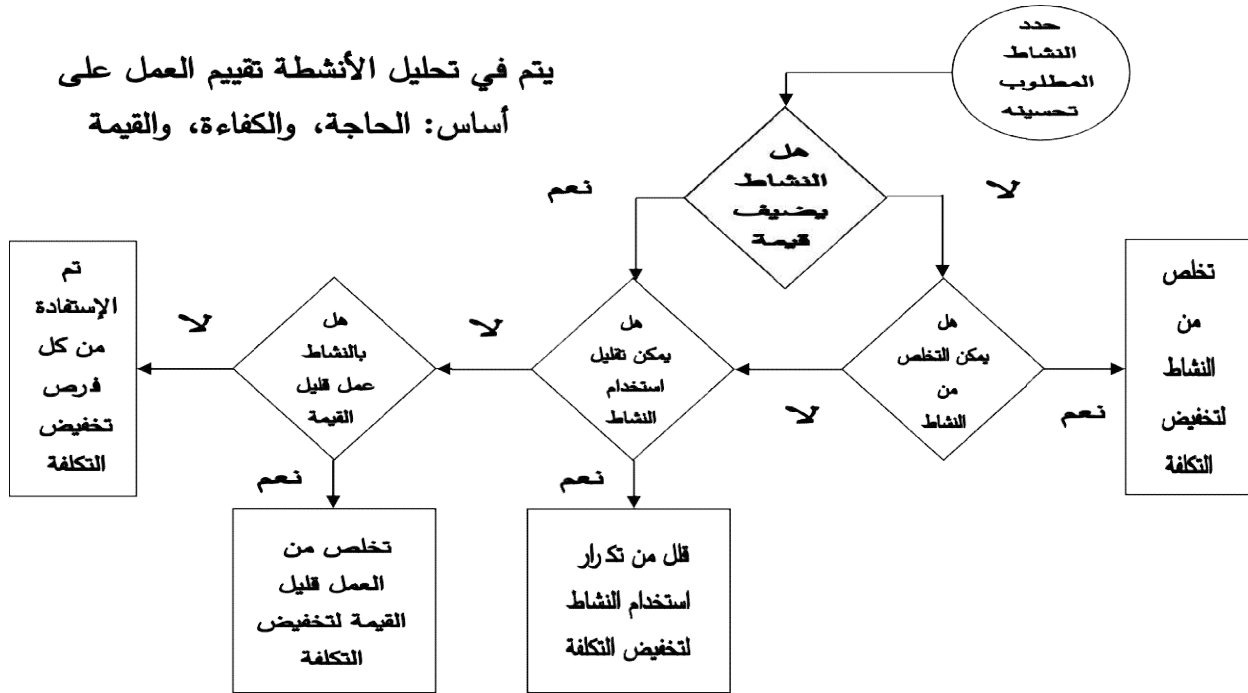 يتم في تحليل الأنشطة تقييم العمل على
أساس: الحاجة، والكفاءة، والقيمة
حدد
النشاط
المطلوب
تحسينه
هل
النشاط
يضيف
قيمة
نعم
لا
تخلص
من
النشاط
لتخفيض
التكلفة
هل
يمكن التخلص
من
النشاط
نعم
لا
هل
يمكن تقليل
استخدام
النشاط
لا
نعم
هل
بالنشاط
عمل قليل
القيمة
لا
نعم
تم
الإستفادة
من كل
فرص
تخفيض
التكلفة
قلل من تكرار
استخدام النشاط
لتخفيض التكلفة
تخلص من
العمل قليل
القيمة لتخفيض
التكلفة